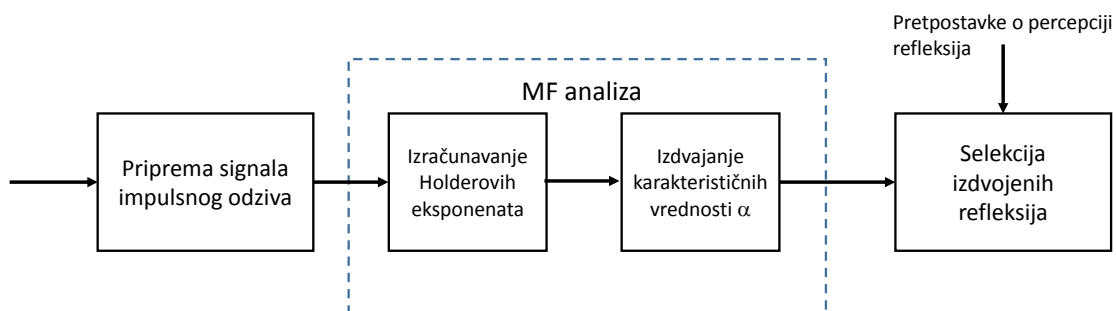 Pretpostavke o percepciji
refleksija
MF analiza
Priprema signala
impulsnog odziva
Izračunavanje
Holderovih
eksponenata
Izdvajanje
karakterističnih
vrednosti α
Selekcija
izdvojenih
refleksija